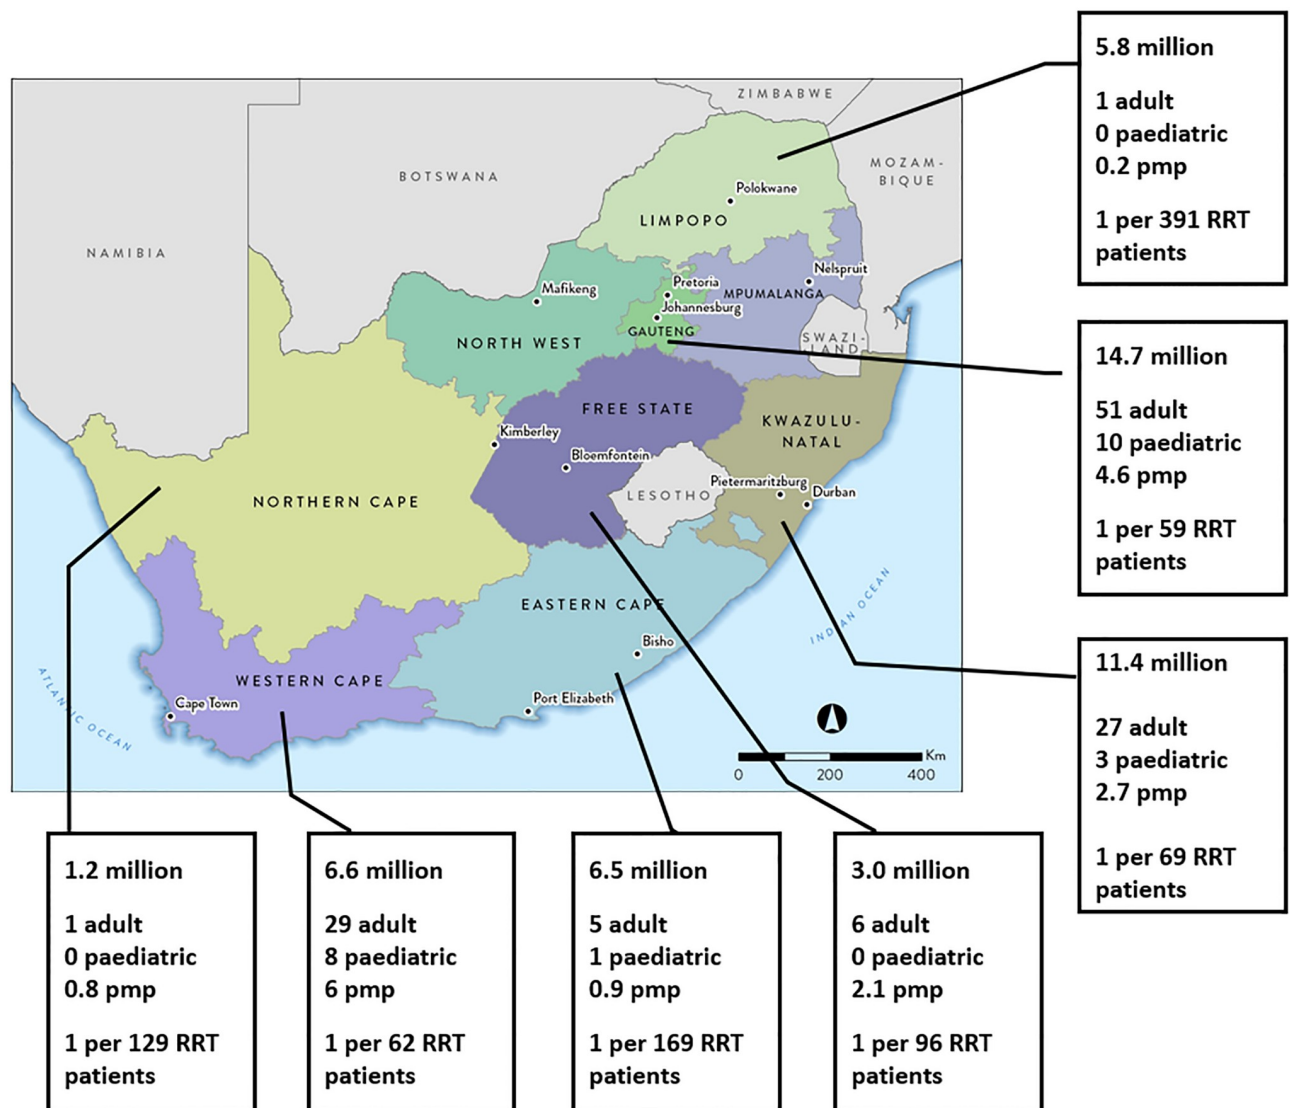 5.8 million
1 adult
0 paediatric
0.2 pmp
1 per 391 RRT
patients
ZIMBABWE
MOZAM-
BIQUE
BOTSWANA
NAMIBIA
Polokwane
LIMPOPO
Nelspruit
Pretoria
MPUMALANGA
Mafikeng
Johannesburg
GAUTENG
NORTH WEST
SWAZI-
LAND
14.7 million
51 adult
10 paediatric
4.6 pmp
1 per 59 RRT
patients
FREE STATE
KWAZULU-
NATAL
Kimberley
Bloemfontein
Pietermaritzburg
Durban
LESOTHO
NORTHERN CAPE
EASTERN CAPE
INDIAN OCEAN
Bisho
WESTERN CAPE
Port Elizabeth
Cape Town
ATLANTIC OCEAN
Km
0 200 400
11.4 million
27 adult
3 paediatric
2.7 pmp
1 per 69 RRT
patients
1.2 million
1 adult
0 paediatric
0.8 pmp
1 per 129 RRT
patients
6.6 million
29 adult
8 paediatric
6 pmp
1 per 62 RRT
patients
6.5 million
5 adult
1 paediatric
0.9 pmp
1 per 169 RRT
patients
3.0 million
6 adult
0 paediatric
2.1 pmp
1 per 96 RRT
patients